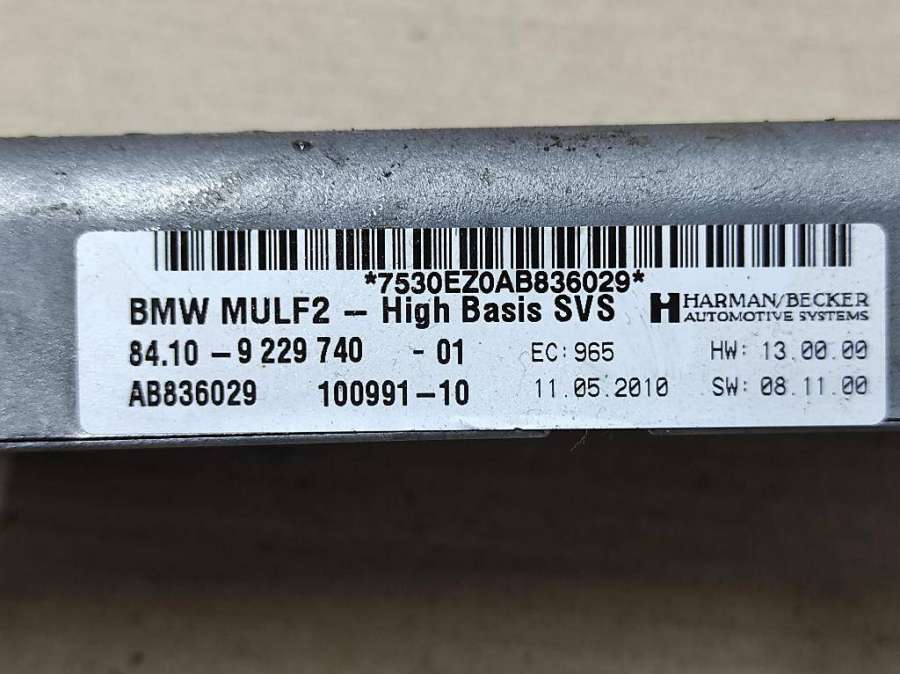 *7530EZ0AB836029*
BMW MULF2 – High Basis SVS
HARMAN/BECKER
AUTOMOTIVE SYSTEMS
84.10 – 9 229 740 - 01 EC: 965 HW: 13.00.00
AB836029 100991–10 11.05.2010 SW: 08.11.00